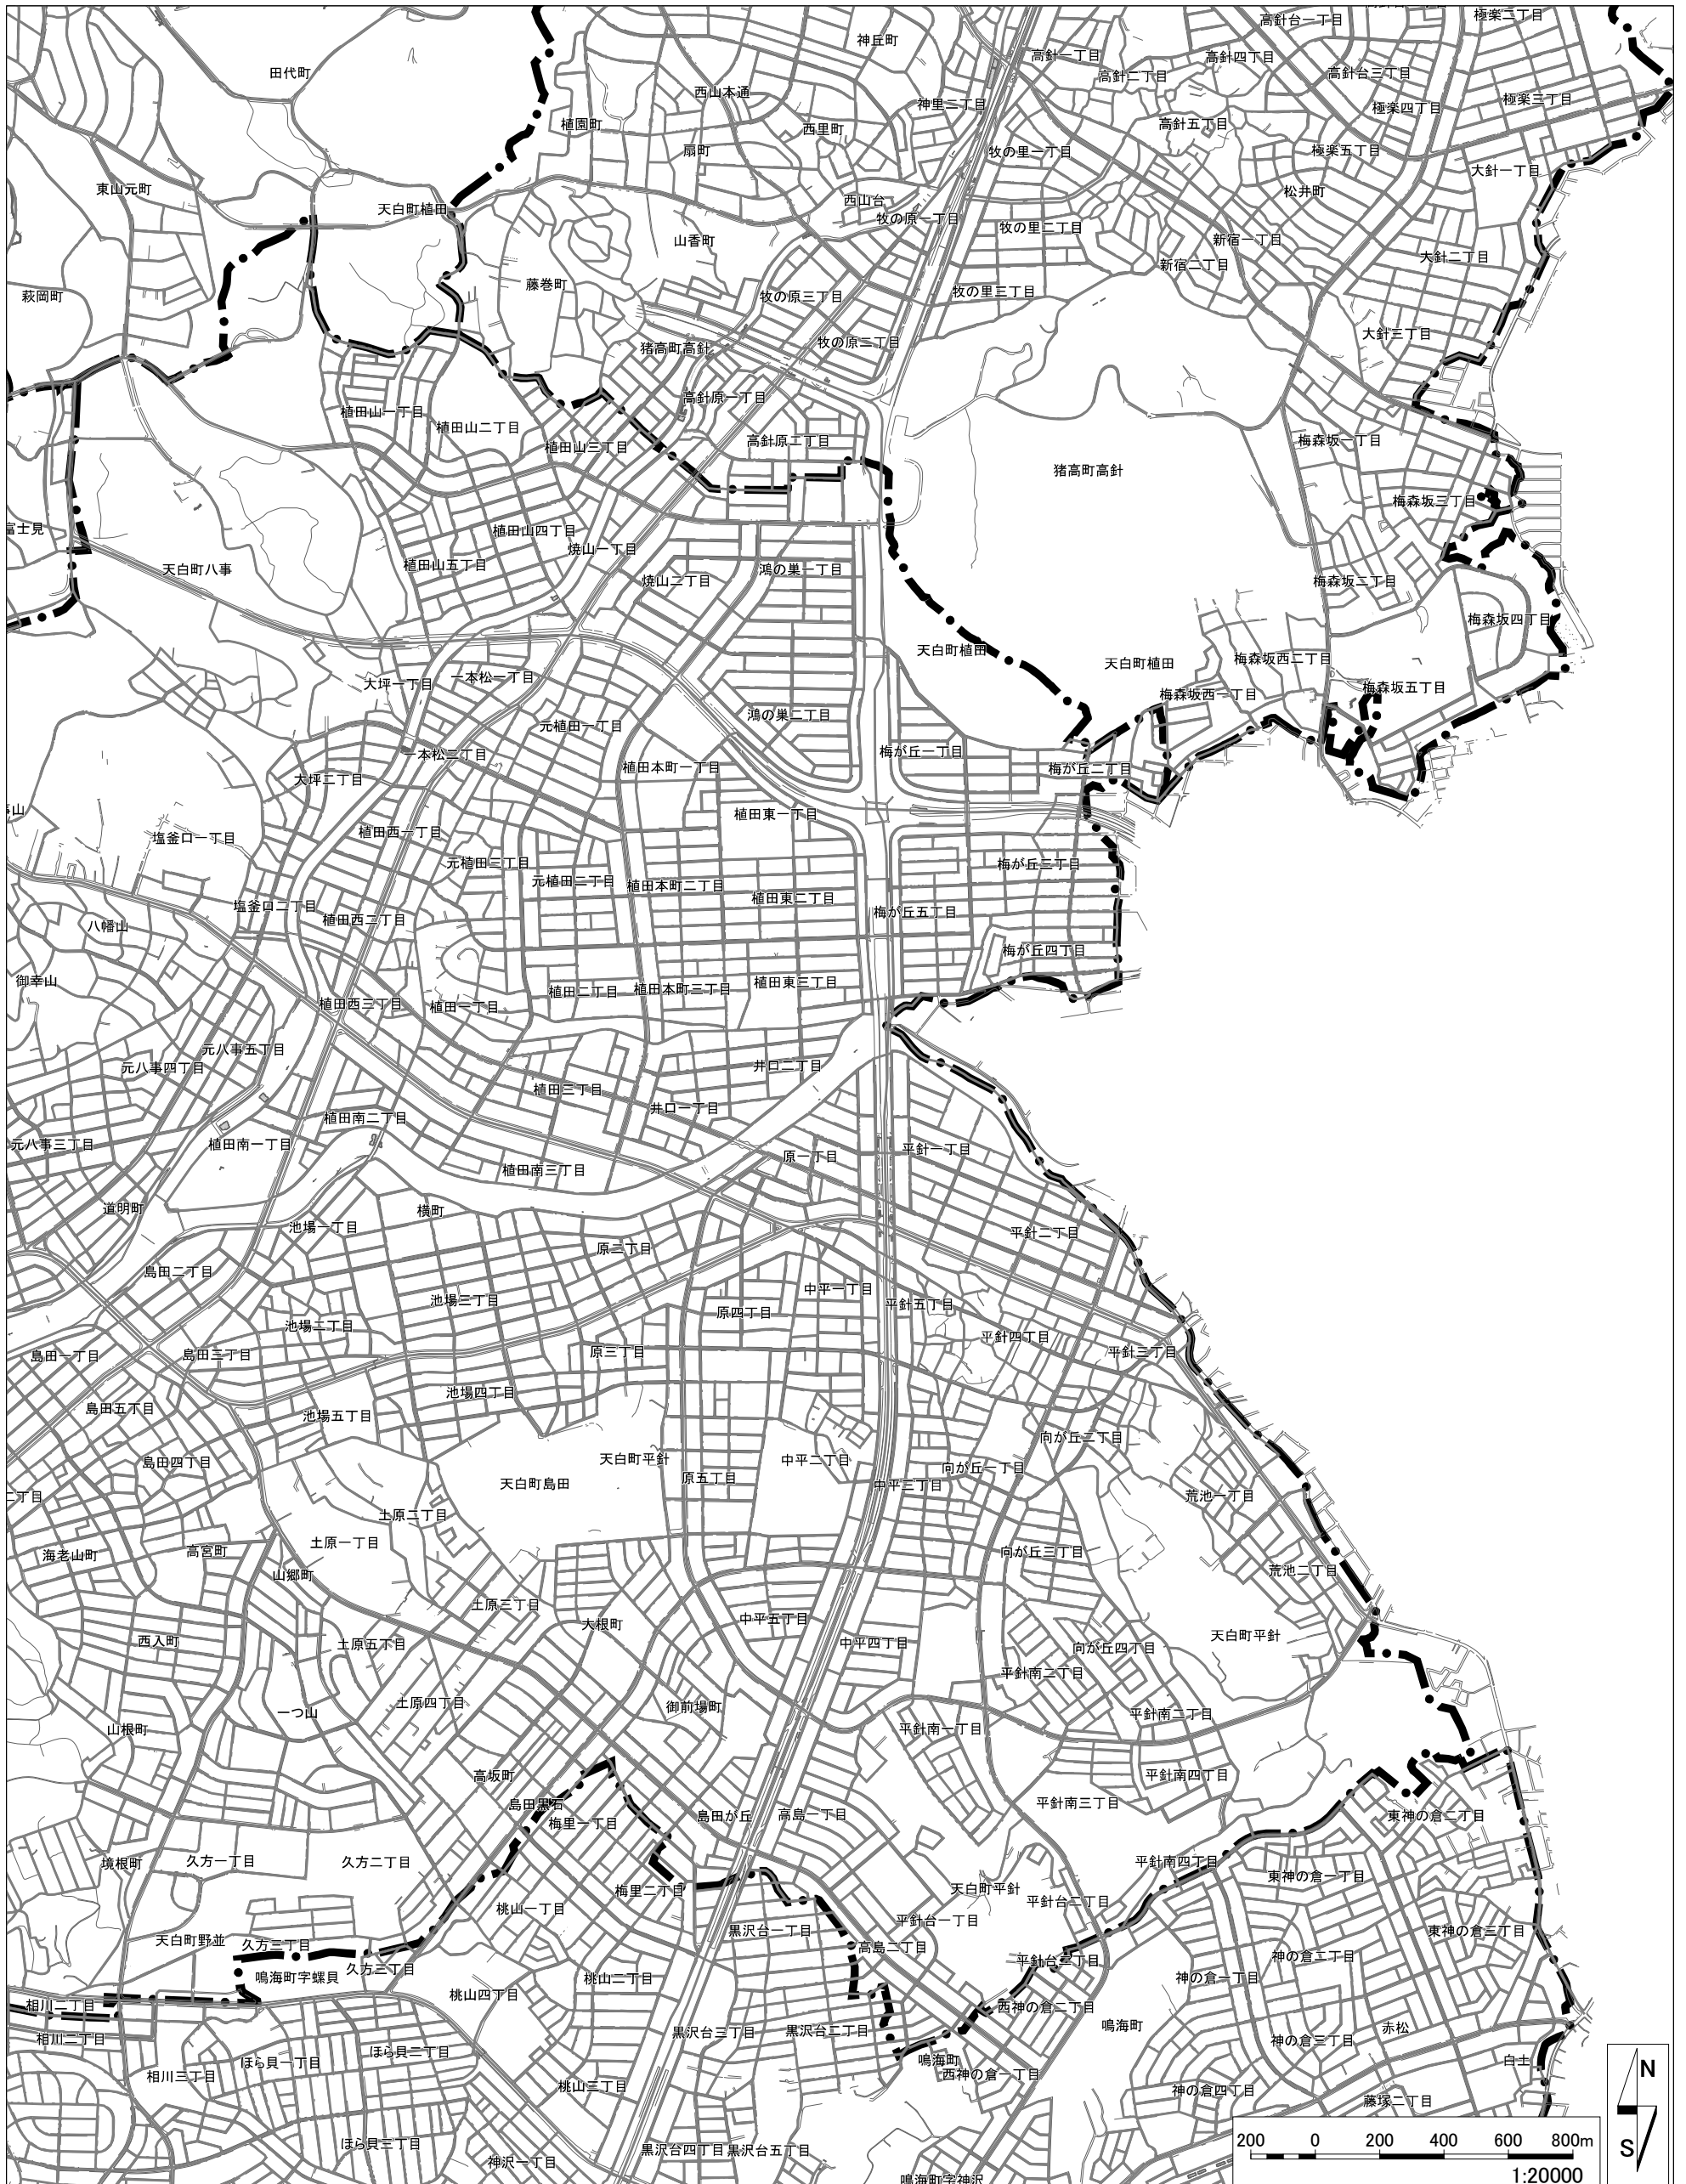 高針台一丁目
極楽二丁目
神丘町
高針一丁目
高針四丁目
田代町
高針二丁目
高針台三丁目
西山本通
神里二丁目
極楽四丁目
極楽三丁目
植園町
西里町
高針五丁目
扇町
牧の里一丁目
極楽五丁目
大針一丁目
東山元町
松井町
西山台
天白町植田
牧の原一丁目
牧の里二丁目
山香町
新宿一丁目
大針二丁目
新宿二丁目
藤巻町
萩岡町
牧の原三丁目
牧の里三丁目
大針三丁目
猪高町高針
牧の原二丁目
高針原一丁目
植田山一丁目
植田山二丁目
高針原二丁目
梅森坂一丁目
植田山三丁目
猪高町高針
梅森坂三丁目
富士見
植田山四丁目
焼山一丁目
天白町八事
植田山五丁目
鴻の巣一丁目
焼山二丁目
梅森坂二丁目
梅森坂四丁目
天白町植田
天白町植田
梅森坂西二丁目
大坪一丁目
一本松一丁目
梅森坂西一丁目
梅森坂五丁目
元植田一丁目
鴻の巣二丁目
一本松二丁目
梅が丘一丁目
大坪二丁目
植田本町一丁目
梅が丘二丁目
植田東一丁目
塩釜口一丁目
植田西一丁目
元植田三丁目
梅が丘三丁目
元植田二丁目
植田本町二丁目
植田東二丁目
塩釜口二丁目
植田西二丁目
梅が丘五丁目
八幡山
梅が丘四丁目
御幸山
植田二丁目
植田本町三丁目
植田東三丁目
植田西三丁目
植田一丁目
元八事五丁目
元八事四丁目
井口二丁目
植田三丁目
井口一丁目
植田南二丁目
元八事三丁目
植田南一丁目
原一丁目
平針一丁目
植田南三丁目
道明町
横町
池場一丁目
平針二丁目
原二丁目
島田二丁目
中平一丁目
池場三丁目
平針五丁目
原四丁目
池場二丁目
平針四丁目
島田一丁目
島田三丁目
原三丁目
平針三丁目
池場四丁目
島田五丁目
池場五丁目
向が丘二丁目
島田四丁目
天白町平針
中平二丁目
向が丘一丁目
原五丁目
天白町島田
中平三丁目
二丁目
荒池一丁目
土原二丁目
土原一丁目
海老山町
高宮町
向が丘三丁目
山郷町
荒池二丁目
土原三丁目
大根町
中平五丁目
西入町
土原五丁目
中平四丁目
天白町平針
向が丘四丁目
平針南二丁目
土原四丁目
御前場町
一つ山
平針南二丁目
山根町
平針南一丁目
高坂町
平針南四丁目
島田黒石
平針南三丁目
梅里一丁目
島田が丘
高島一丁目
東神の倉二丁目
境根町
久方一丁目
久方二丁目
平針南四丁目
東神の倉一丁目
梅里二丁目
天白町平針
平針台二丁目
桃山一丁目
平針台一丁目
黒沢台一丁目
東神の倉三丁目
天白町野並
久方三丁目
高島二丁目
神の倉二丁目
平針台三丁目
久方三丁目
鳴海町字螺貝
桃山二丁目
神の倉一丁目
桃山四丁目
相川二丁目
西神の倉二丁目
鳴海町
赤松
黒沢台三丁目
黒沢台二丁目
相川二丁目
神の倉三丁目
ほら貝二丁目
ほら貝一丁目
鳴海町
白土
相川三丁目
西神の倉一丁目
桃山三丁目
神の倉四丁目
藤塚二丁目
ほら貝三丁目
黒沢台四丁目
黒沢台五丁目
神沢一丁目
鳴海町字神沢
N
S
200 0 200 400 600 800m
1:20000